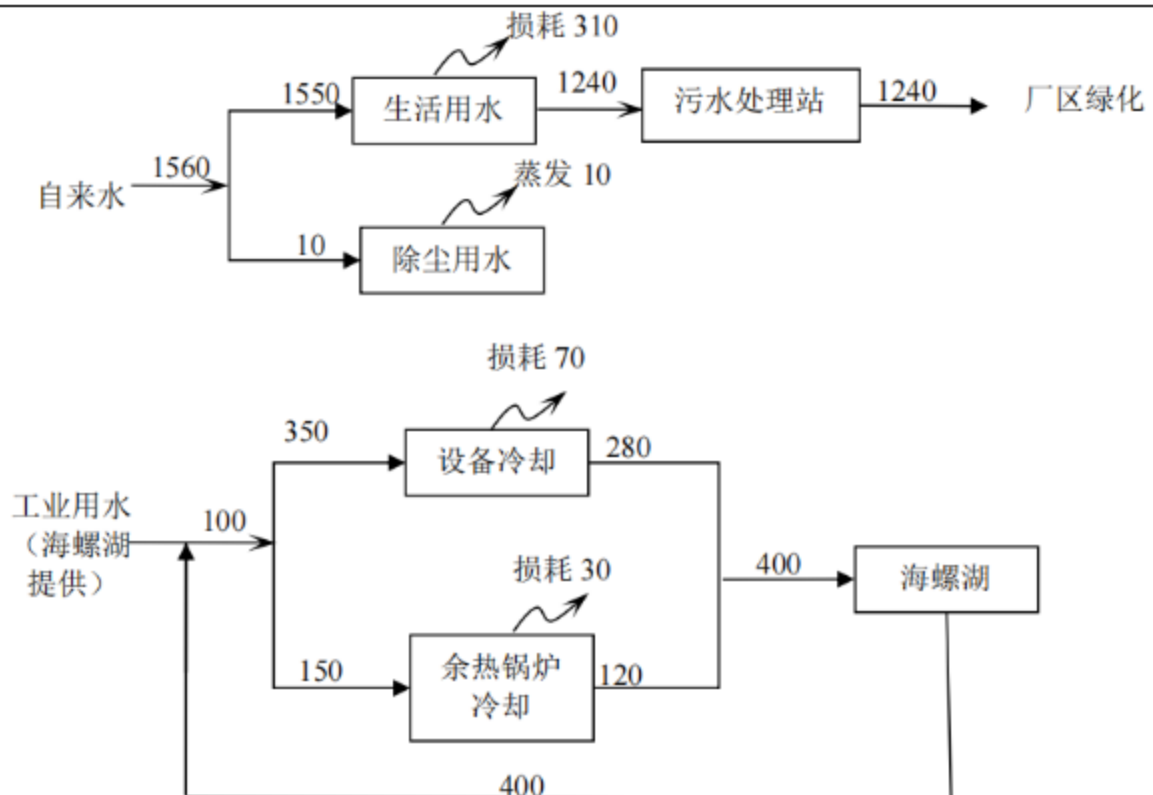 损耗 310
1550
生活用水
1240
污水处理站
1240
厂区绿化
1560
自来水
蒸发 10
10
除尘用水
损耗 70
350
设备冷却
280
工业用水
（海螺湖
提供）
100
损耗 30
400
海螺湖
150
余热锅炉
冷却
120
400